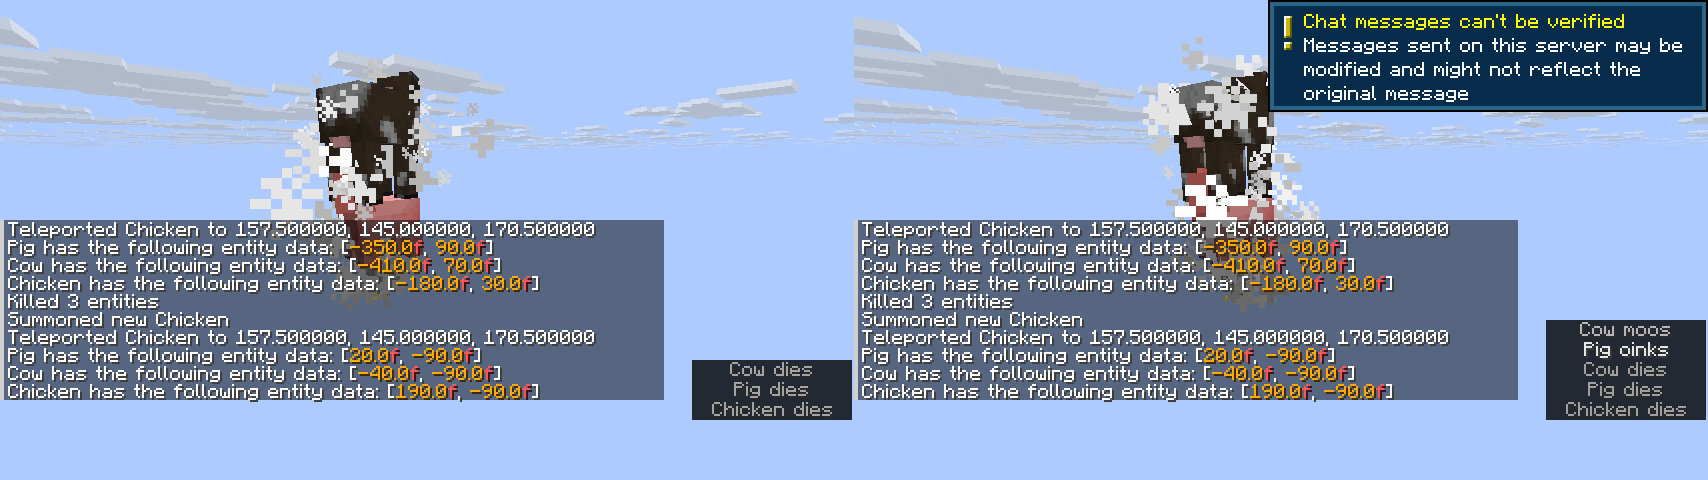 Teleported Chicken to 157.500000, 145.000000, 170.500000
Pig has the following entity data: [-350.0f, 90.0f]
Cow has the following entity data: [-410.0f, 70.0f]
Chicken has the following entity data: [-180.0f, 30.0f]
Killed 3 entities
Summoned new Chicken
Teleported Chicken to 157.500000, 145.000000, 170.500000
Pig has the following entity data: [20.0f, -90.0f]
Cow has the following entity data: [-40.0f, -90.0f]
Chicken has the following entity data: [190.0f, -90.0f]
Cow dies
Pig dies
Chicken dies
Chat messages can't be verified
Messages sent on this server may be
modified and might not reflect the
original message
Teleported Chicken to 157.500000, 145.000000, 170.500000
Pig has the following entity data: [-350.0f, 90.0f]
Cow has the following entity data: [-410.0f, 70.0f]
Chicken has the following entity data: [-180.0f, 30.0f]
Killed 3 entities
Summoned new Chicken
Teleported Chicken to 157.500000, 145.000000, 170.500000
Pig has the following entity data: [20.0f, -90.0f]
Cow has the following entity data: [-40.0f, -90.0f]
Chicken has the following entity data: [190.0f, -90.0f]
Cow moos
Pig oinks
Cow dies
Pig dies
Chicken dies